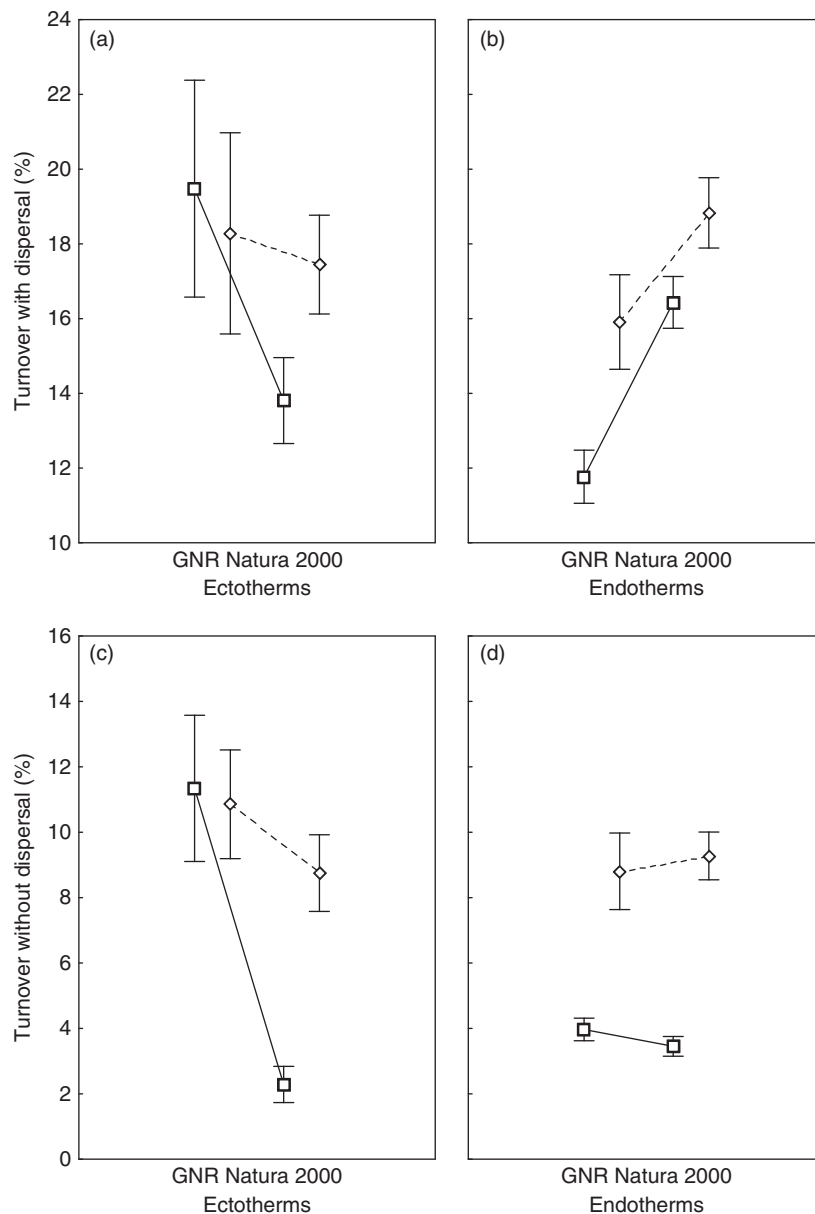 (a)
(b)
24
22
20
18
16
14
12
10
Turnover with dispersal (%)
GNR Natura 2000
Ectotherms
GNR Natura 2000
Endotherms
(c)
(d)
16
14
12
10
8
6
4
2
0
Turnover without dispersal (%)
GNR Natura 2000
Ectotherms
GNR Natura 2000
Endotherms